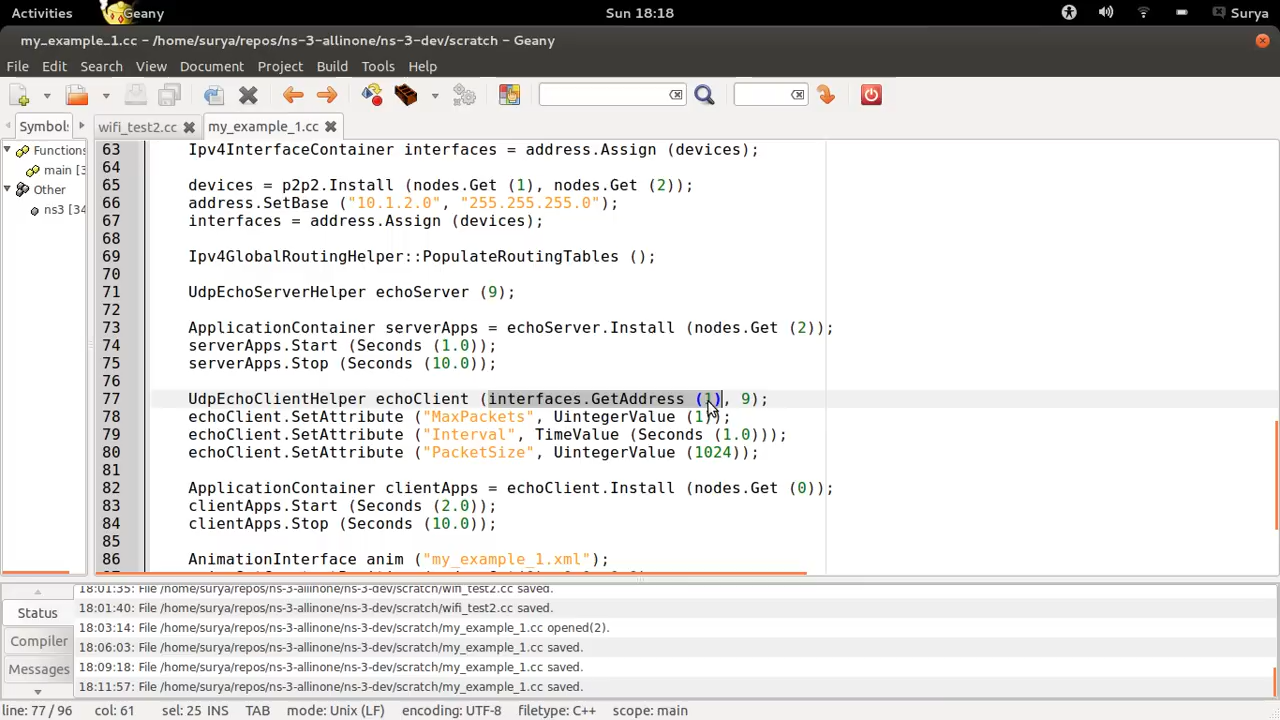 Activities Geany Sun 18:18 Surya
my_example_1.cc - /home/surya/repos/ns-3-allinone/ns-3-dev/scratch - Geany
File Edit Search View Document Project Build Tools Help
Symbols wifi_test2.cc my_example_1.cc
Functions
main [3
Other
ns3 [34
63 Ipv4InterfaceContainer interfaces = address.Assign (devices);
64
65 devices = p2p2.Install (nodes.Get (1), nodes.Get (2));
66 address.SetBase ("10.1.2.0", "255.255.255.0");
67 interfaces = address.Assign (devices);
68
69 Ipv4GlobalRoutingHelper::PopulateRoutingTables ();
70
71 UdpEchoServerHelper echoServer (9);
72
73 ApplicationContainer serverApps = echoServer.Install (nodes.Get (2));
74 serverApps.Start (Seconds (1.0));
75 serverApps.Stop (Seconds (10.0));
76
77 UdpEchoClientHelper echoClient (interfaces.GetAddress (1), 9);
78 echoClient.SetAttribute ("MaxPackets", UintegerValue (1));
79 echoClient.SetAttribute ("Interval", TimeValue (Seconds (1.0)));
80 echoClient.SetAttribute ("PacketSize", UintegerValue (1024));
81
82 ApplicationContainer clientApps = echoClient.Install (nodes.Get (0));
83 clientApps.Start (Seconds (2.0));
84 clientApps.Stop (Seconds (10.0));
85
86 AnimationInterface anim ("my_example_1.xml");
Status
Compiler
Messages
18:01:35: File /home/surya/repos/ns-3-allinone/ns-3-dev/scratch/wifi_test2.cc saved.
18:01:40: File /home/surya/repos/ns-3-allinone/ns-3-dev/scratch/wifi_test2.cc saved.
18:03:14: File /home/surya/repos/ns-3-allinone/ns-3-dev/scratch/my_example_1.cc opened(2).
18:06:03: File /home/surya/repos/ns-3-allinone/ns-3-dev/scratch/my_example_1.cc saved.
18:09:18: File /home/surya/repos/ns-3-allinone/ns-3-dev/scratch/my_example_1.cc saved.
18:11:57: File /home/surya/repos/ns-3-allinone/ns-3-dev/scratch/my_example_1.cc saved.
line: 77 / 96 col: 61 sel: 25 INS TAB mode: Unix (LF) encoding: UTF-8 filetype: C++ scope: main